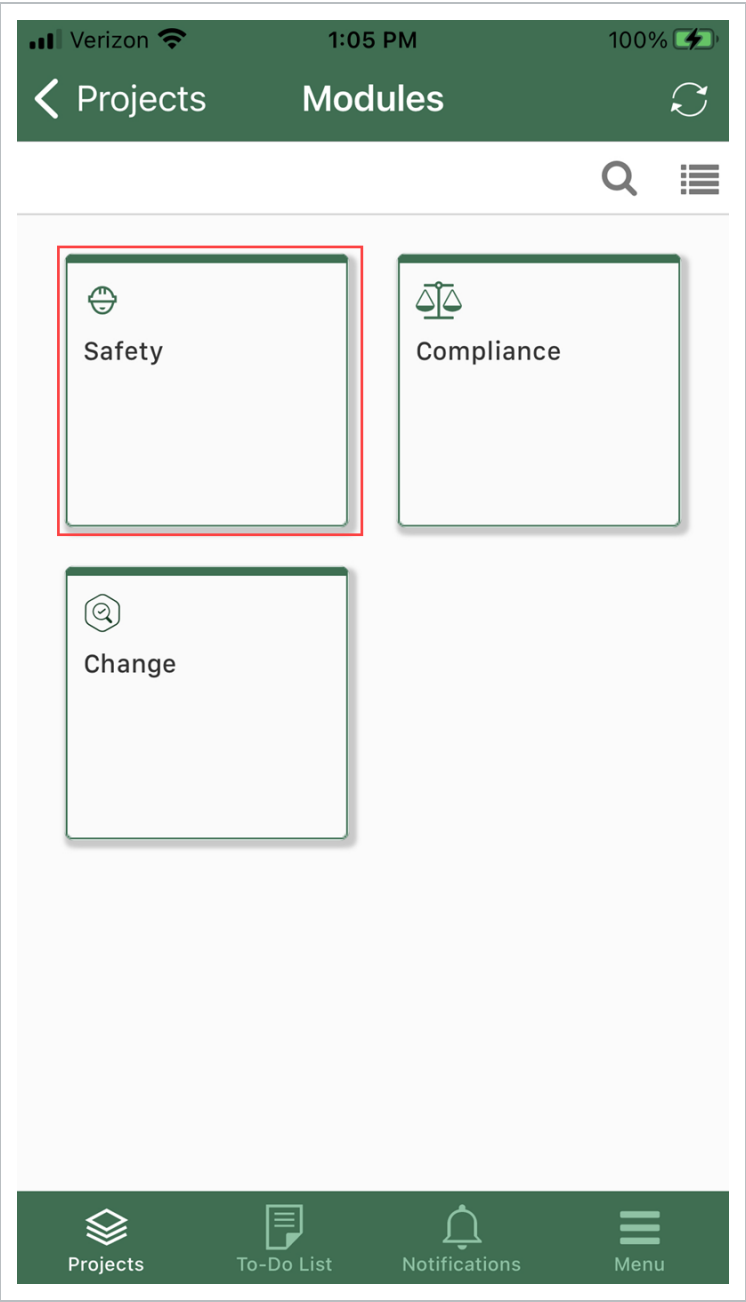 Verizon 1:05 PM 100%
Projects Modules
Safety Compliance
Change
Projects To-Do List Notifications Menu